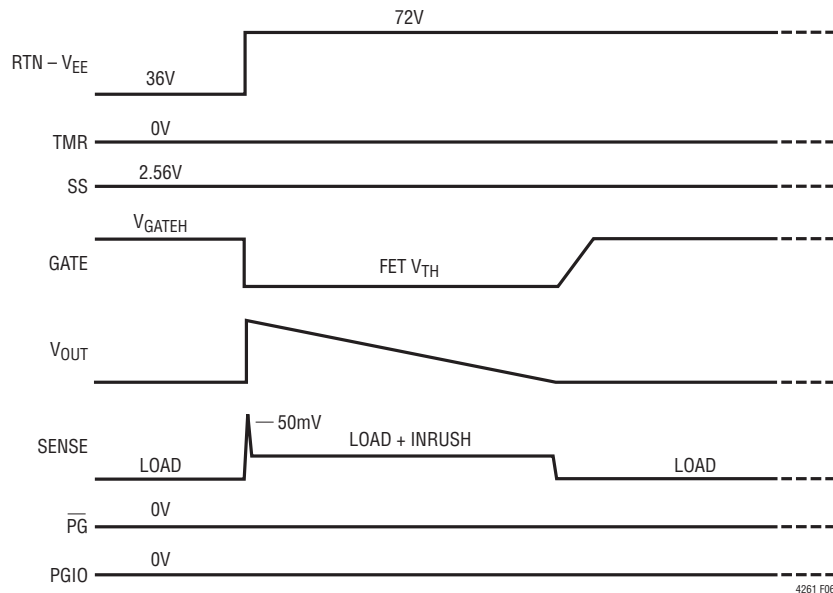 72V
RTN – VEE
36V
TMR
0V
SS
2.56V
VGATEH
GATE
FET VTH
VOUT
50mV
SENSE
LOAD + INRUSH
LOAD
LOAD
0V
PG
0V
PGIO
4261 F06